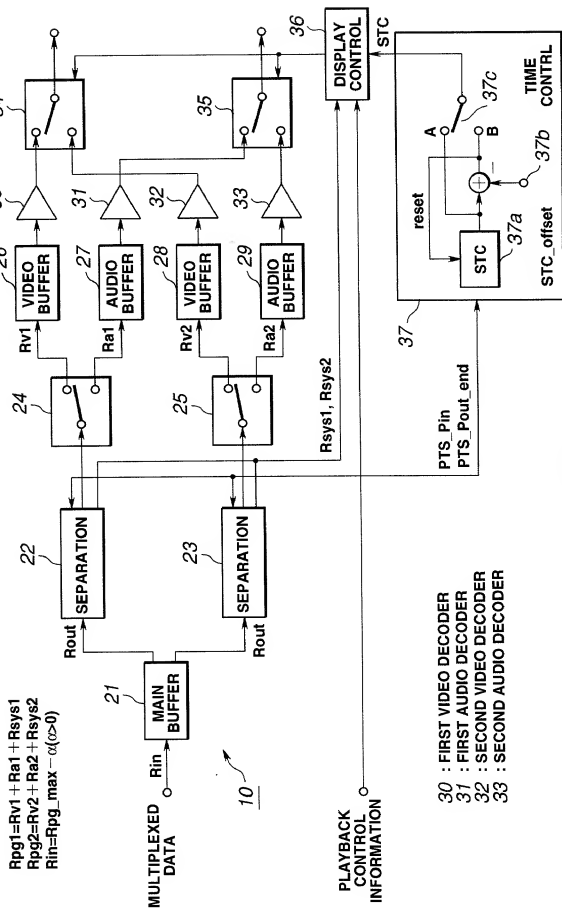 Rpg1=Rv1+Ra1+Rsys1
Rpg2=Rv2+Ra2+Rsys2
Rin=Rpg_max-α(α>0)
MULTIPLEXED
DATA
Rin
10
21
MAIN
BUFFER
Rout
Rout
22
SEPARATION
23
SEPARATION
24
25
Rv1
Ra1
Rv2
Ra2
VIDEO
BUFFER
27
AUDIO
BUFFER
28
VIDEO
BUFFER
29
AUDIO
BUFFER
31
32
33
35
36
DISPLAY
CONTROL
STC
Rsys1, Rsys2
PLAYBACK
CONTROL
INFORMATION
PTS_Pin
PTS_Pout_end
37
reset
A
B
37c
TIME
CONTRL
STC
37a
37b
STC_offset
30 : FIRST VIDEO DECODER
31 : FIRST AUDIO DECODER
32 : SECOND VIDEO DECODER
33 : SECOND AUDIO DECODER